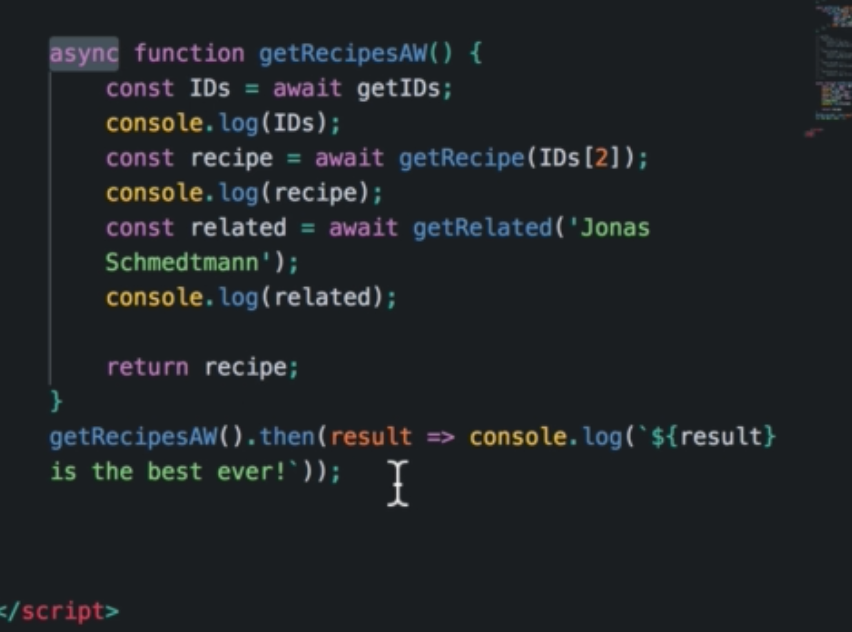 async function getRecipesAW() {
    const IDs = await getIDs;
    console.log(IDs);
    const recipe = await getRecipe(IDs[2]);
    console.log(recipe);
    const related = await getRelated('Jonas
    Schmedtmann');
    console.log(related);

    return recipe;
}
getRecipesAW().then(result => console.log(`${result}
is the best ever!`));
</script>